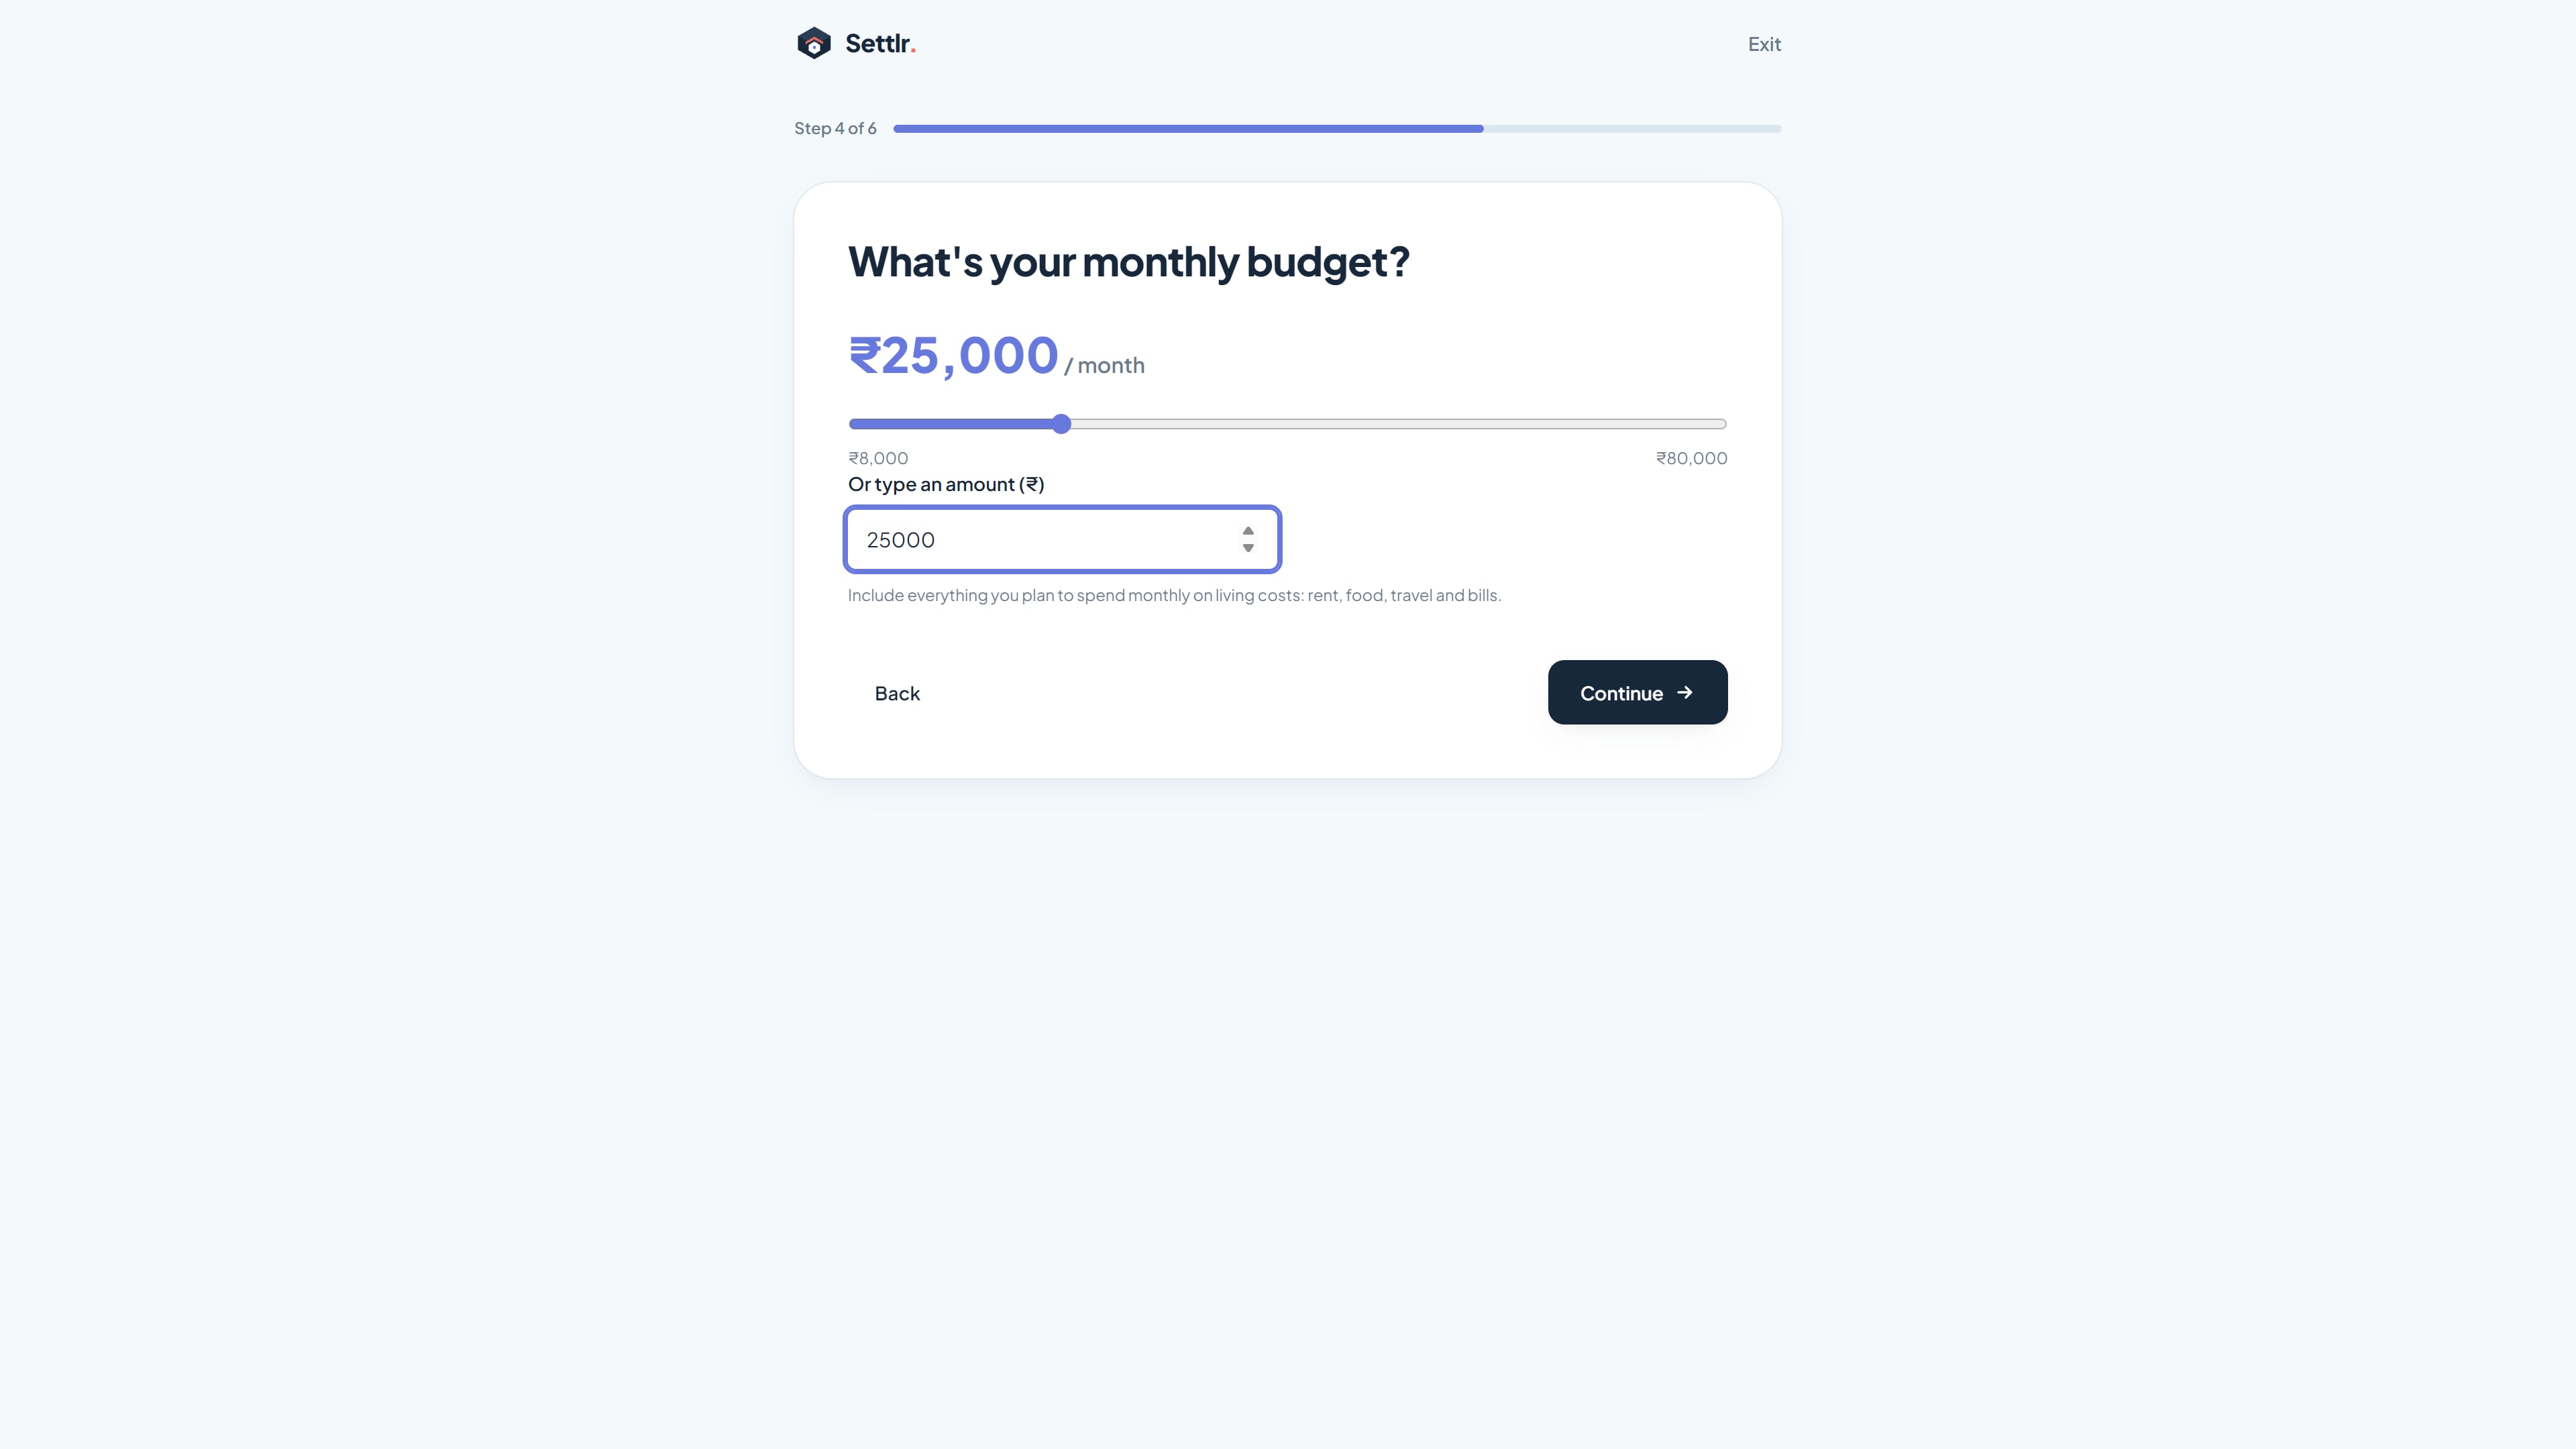 Settlr.
Exit
Step 4 of 6
What's your monthly budget?
₹25,000 / month
₹8,000 ₹80,000
Or type an amount (₹)
25000
Include everything you plan to spend monthly on living costs: rent, food, travel and bills.
Back
Continue →